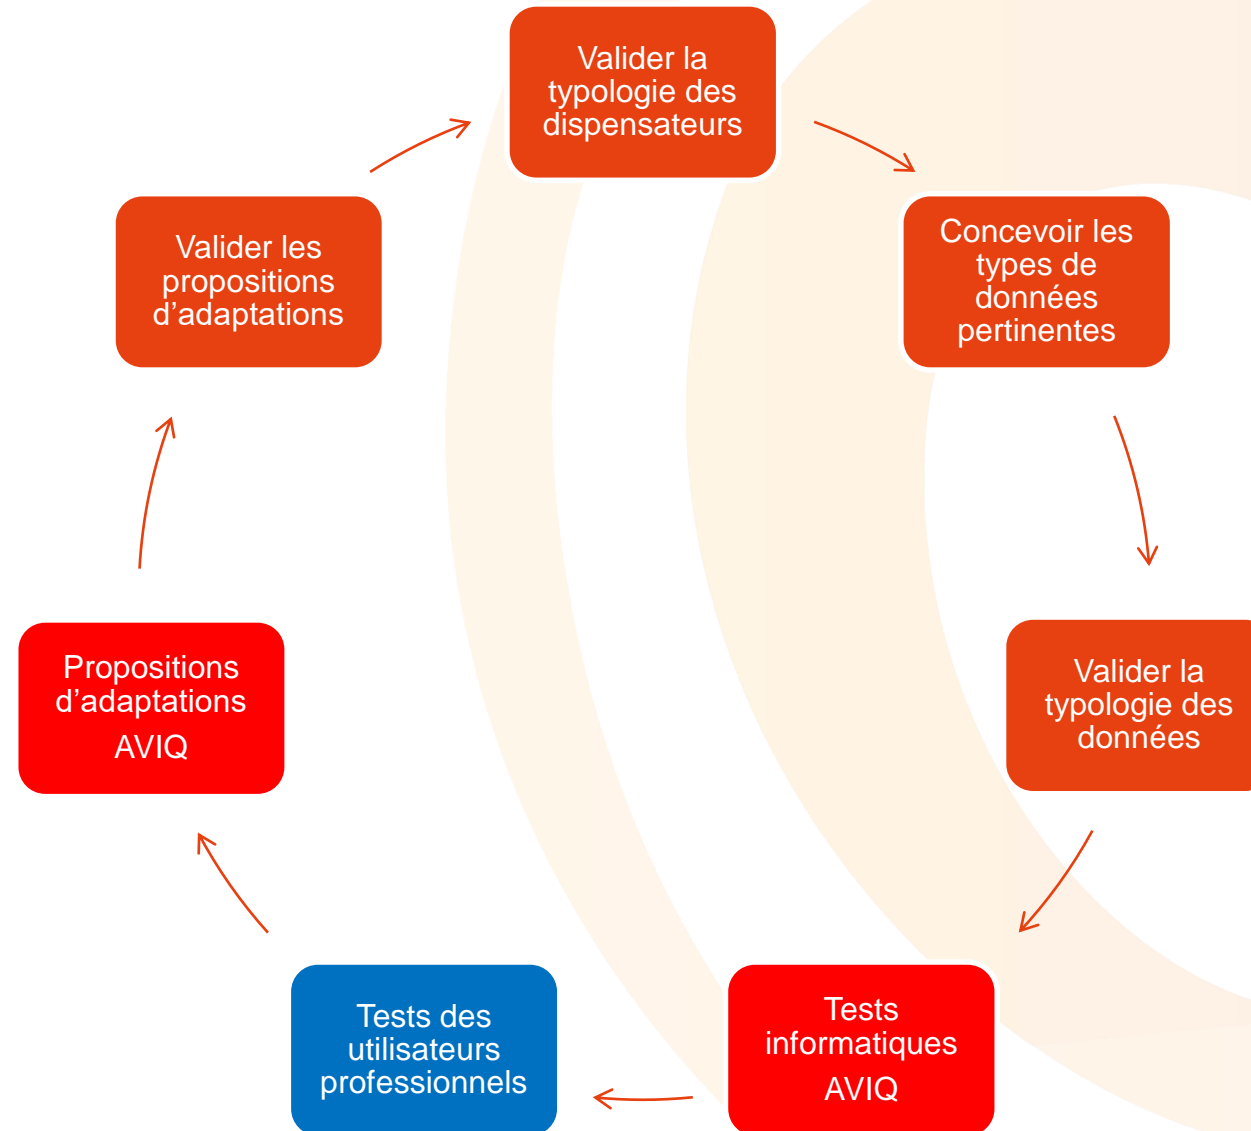 Valider la
typologie des
dispensateurs
Concevoir les
types de
données
pertinentes
Valider la
typologie des
données
Tests
informatiques
AVIQ
Tests des
utilisateurs
professionnels
Propositions
d’adaptations
AVIQ
Valider les
propositions
d’adaptations